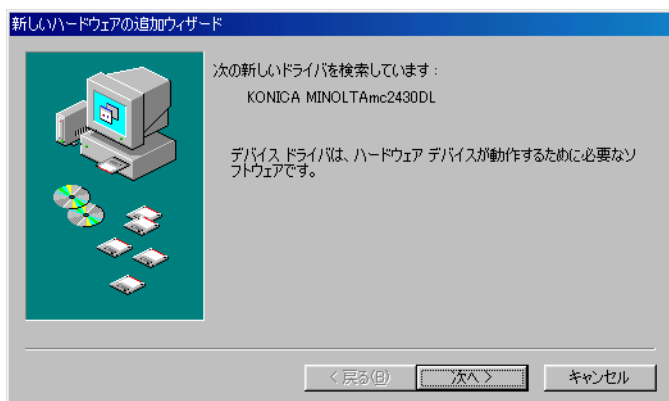 新しいハードウェアの追加ウィザード
次の新しいドライバを検索しています：
KONICA MINOLTAmc2430DL
デバイス ドライバは、ハードウェア デバイスが動作するために必要なソ
フトウェアです。
< 戻る(B)
次へ >
キャンセル